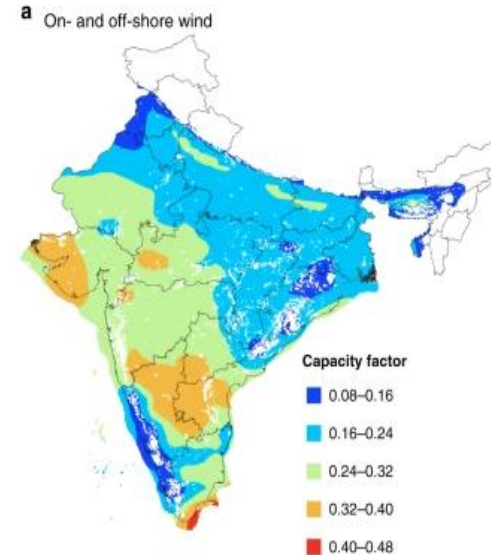 a On- and off-shore wind
Capacity factor
0.08–0.16
0.16–0.24
0.24–0.32
0.32–0.40
0.40–0.48